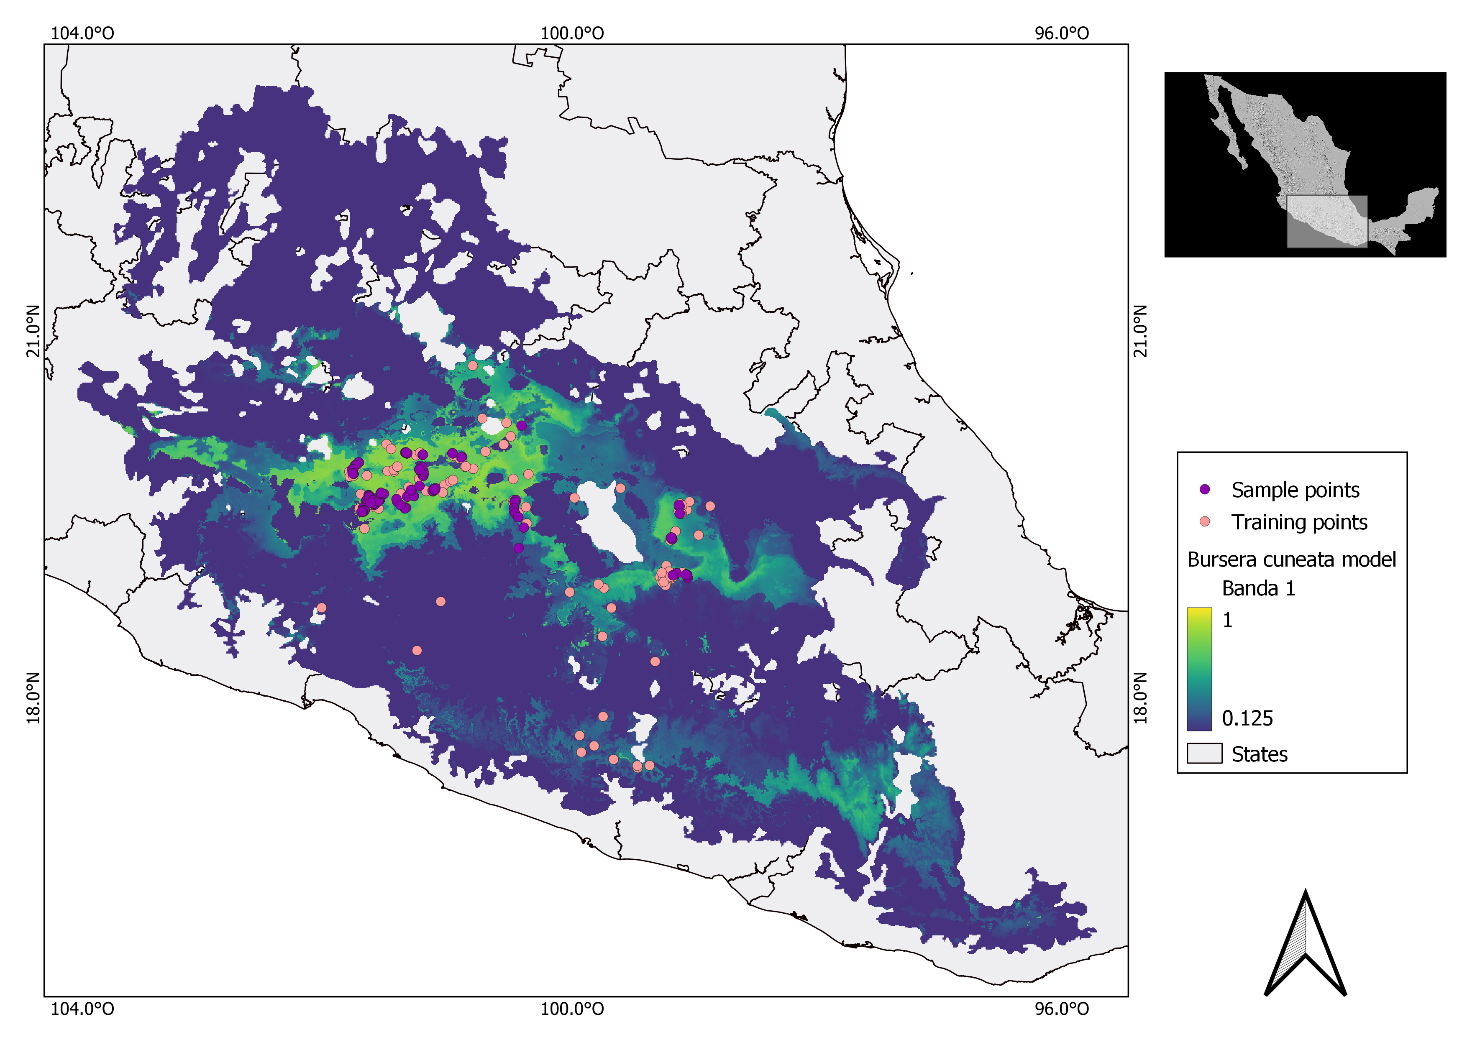 104.0°O 100.0°O 96.0°O
21.0°N 21.0°N
18.0°N 18.0°N
104.0°O 100.0°O 96.0°O
Sample points
Training points
Bursera cuneata model
Banda 1
1
0.125
States